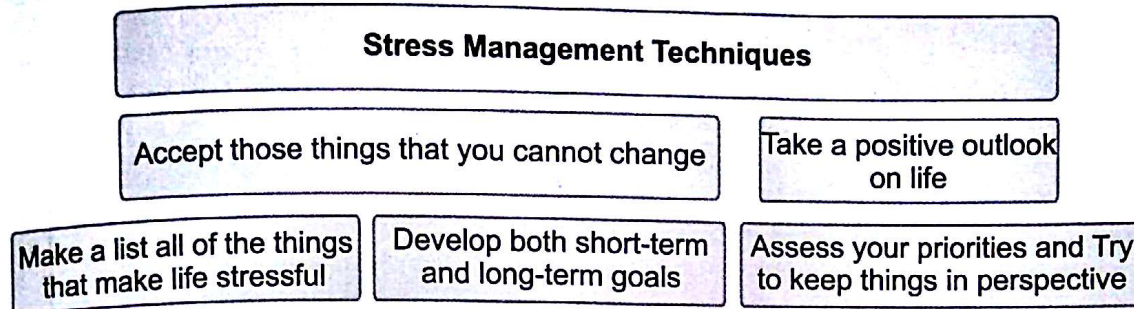 Stress Management Techniques
Accept those things that you cannot change
Take a positive outlook
on life
Make a list all of the things
that make life stressful
Develop both short-term
and long-term goals
Assess your priorities and Try
to keep things in perspective